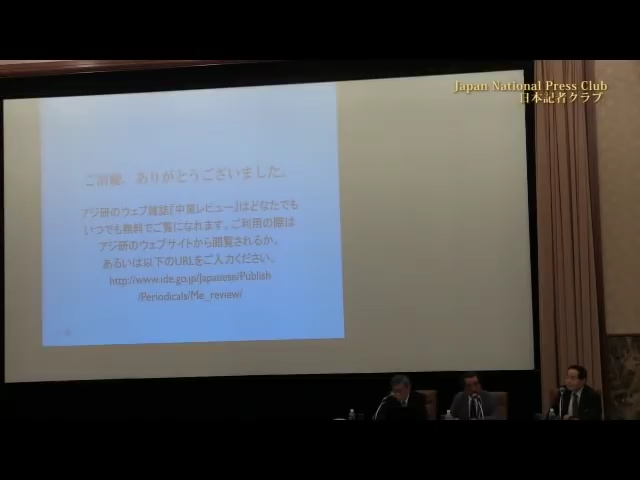 Japan National Press Club
日本記者クラブ
ご清聴、ありがとうございました。
アジ研のウェブ雑誌『中東レビュー』はどなたでも
いつでも無料でご覧になれます。ご利用の際は
アジ研のウェブサイトから閲覧されるか、
あるいは以下のURLをご入力ください。
http://www.ide.go.jp/Japanese/Publish
/Periodicals/Me_review/